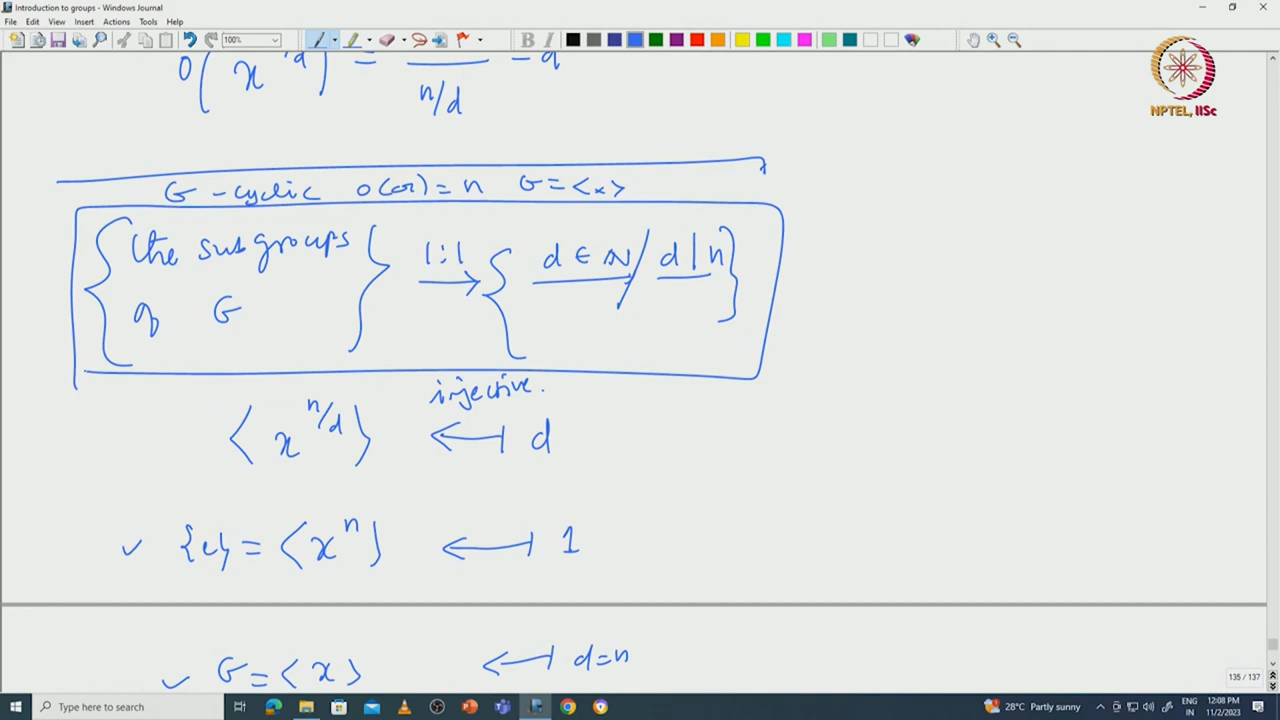 Introduction to groups - Windows Journal
File Edit View Insert Actions Tools Help
100%
B I
NPTEL, IISc
o( x^{n/d} ) = — = d
n/d
G - cyclic o(G) = n G = <x>
{ the subgroups of G } 1:1 → { d ∈ ℕ / d | n }
injective.
⟨ x^{n/d} ⟩ ⟵| d
✓ {e} = ⟨ x^n ⟩ ⟵| 1
✓ G = ⟨ x ⟩ ⟵| d=n
135 / 137
Type here to search
28°C Partly sunny
ENG
IN
12:08 PM
11/2/2023